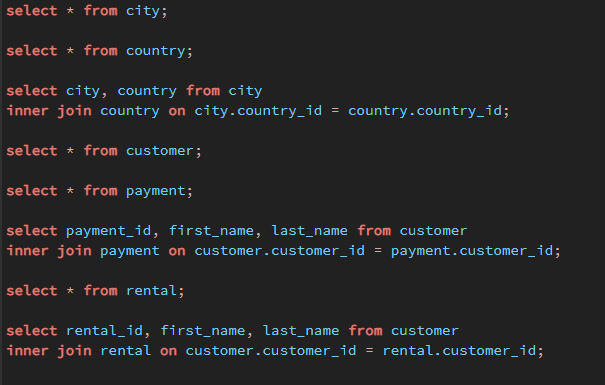 select * from city;
select * from country;
select city, country from city
inner join country on city.country_id = country.country_id;
select * from customer;
select * from payment;
select payment_id, first_name, last_name from customer
inner join payment on customer.customer_id = payment.customer_id;
select * from rental;
select rental_id, first_name, last_name from customer
inner join rental on customer.customer_id = rental.customer_id;